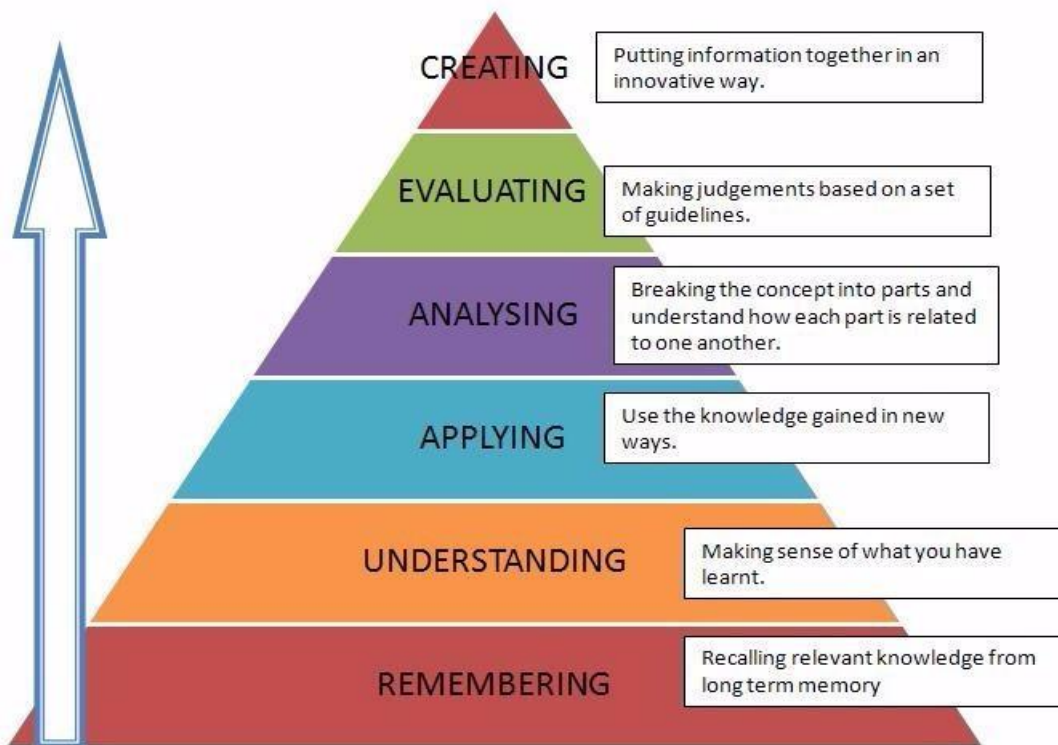 CREATING
Putting information together in an
innovative way.
EVALUATING
Making judgements based on a set
of guidelines.
ANALYSING
Breaking the concept into parts and
understand how each part is related
to one another.
APPLYING
Use the knowledge gained in new
ways.
UNDERSTANDING
Making sense of what you have
learnt.
REMEMBERING
Recalling relevant knowledge from
long term memory